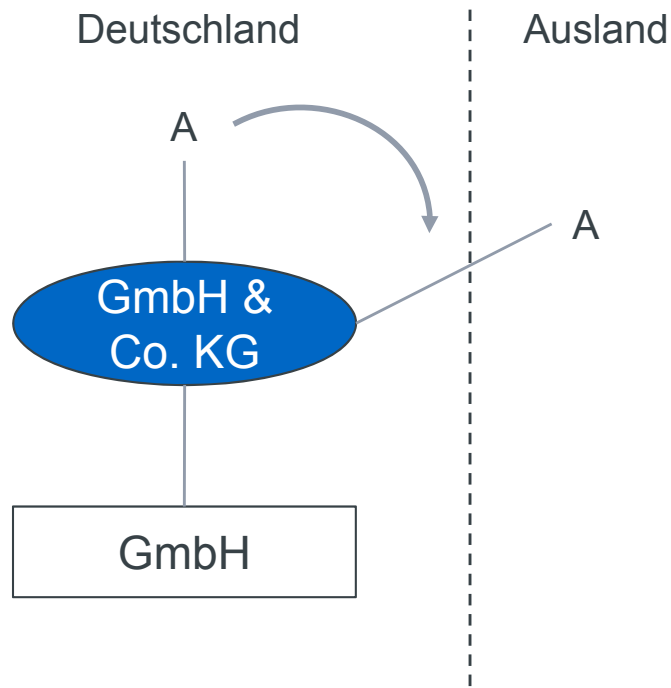 Deutschland
Ausland
A
A
GmbH &
Co. KG
GmbH